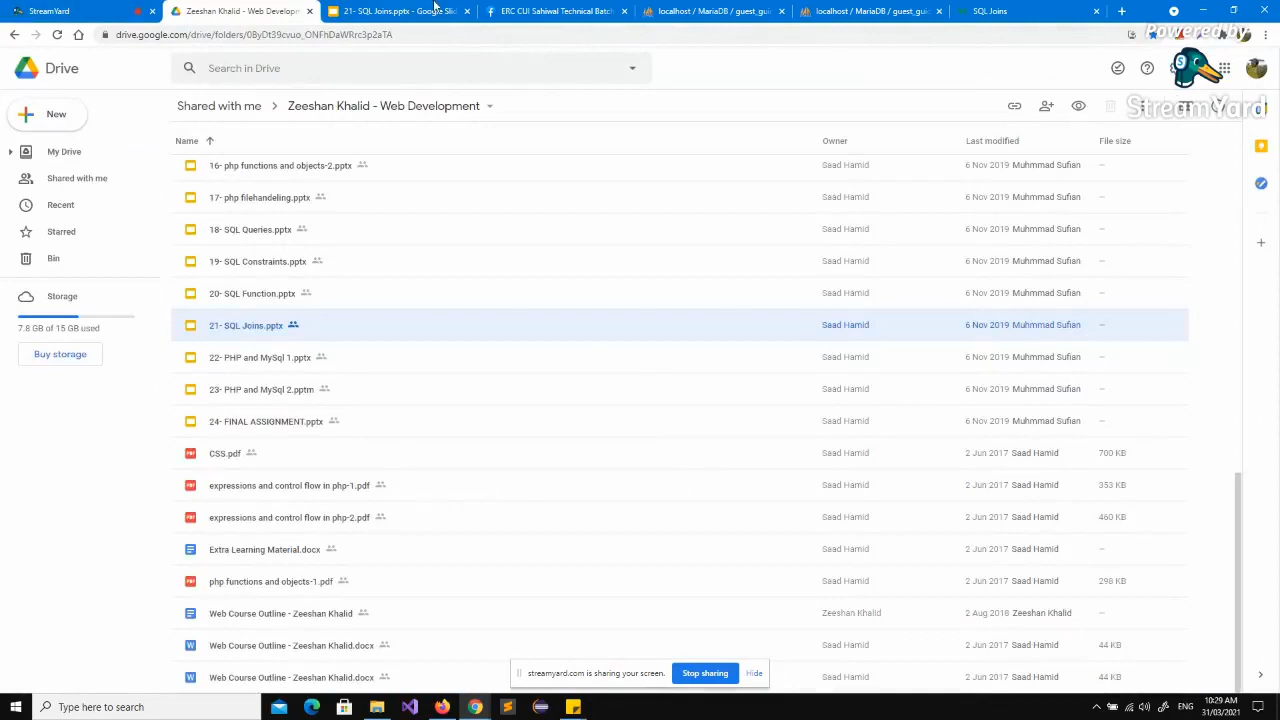 StreamYard
Zeeshan Khalid - Web Developm
21- SQL Joins.pptx - Google Slid
ERC CUI Sahiwal Technical Batch
localhost / MariaDB / guest_gui
localhost / MariaDB / guest_gui
SQL Joins
drive.google.com/drive/folders/0ByDt39cvuo_ONFhDaWRrc3p2aTA
Powered by
Drive
Search in Drive
StreamYard
New
Shared with me
Zeeshan Khalid - Web Development
Name
Owner
Last modified
File size
My Drive
Shared with me
Recent
Starred
Bin
Storage
7.8 GB of 15 GB used
Buy storage
16- php functions and objects-2.pptx Saad Hamid 6 Nov 2019 Muhmmad Sufian –
17- php filehandeling.pptx Saad Hamid 6 Nov 2019 Muhmmad Sufian –
18- SQL Queries.pptx Saad Hamid 6 Nov 2019 Muhmmad Sufian –
19- SQL Constraints.pptx Saad Hamid 6 Nov 2019 Muhmmad Sufian –
20- SQL Function.pptx Saad Hamid 6 Nov 2019 Muhmmad Sufian –
21- SQL Joins.pptx Saad Hamid 6 Nov 2019 Muhmmad Sufian –
22- PHP and MySql 1.pptx Saad Hamid 6 Nov 2019 Muhmmad Sufian –
23- PHP and MySql 2.pptm Saad Hamid 6 Nov 2019 Muhmmad Sufian –
24- FINAL ASSIGNMENT.pptx Saad Hamid 6 Nov 2019 Muhmmad Sufian –
CSS.pdf Saad Hamid 2 Jun 2017 Saad Hamid 700 KB
expressions and control flow in php-1.pdf Saad Hamid 2 Jun 2017 Saad Hamid 353 KB
expressions and control flow in php-2.pdf Saad Hamid 2 Jun 2017 Saad Hamid 460 KB
Extra Learning Material.docx Saad Hamid 2 Jun 2017 Saad Hamid –
php functions and objects-1.pdf Saad Hamid 2 Jun 2017 Saad Hamid 298 KB
Web Course Outline - Zeeshan Khalid Zeeshan Khalid 2 Aug 2018 Zeeshan Khalid –
Web Course Outline - Zeeshan Khalid.docx Saad Hamid 2 Jun 2017 Saad Hamid 44 KB
Web Course Outline - Zeeshan Khalid.docx Saad Hamid 2 Jun 2017 Saad Hamid 44 KB
streamyard.com is sharing your screen. Stop sharing Hide
Type here to search
ENG
10:29 AM
31/03/2021